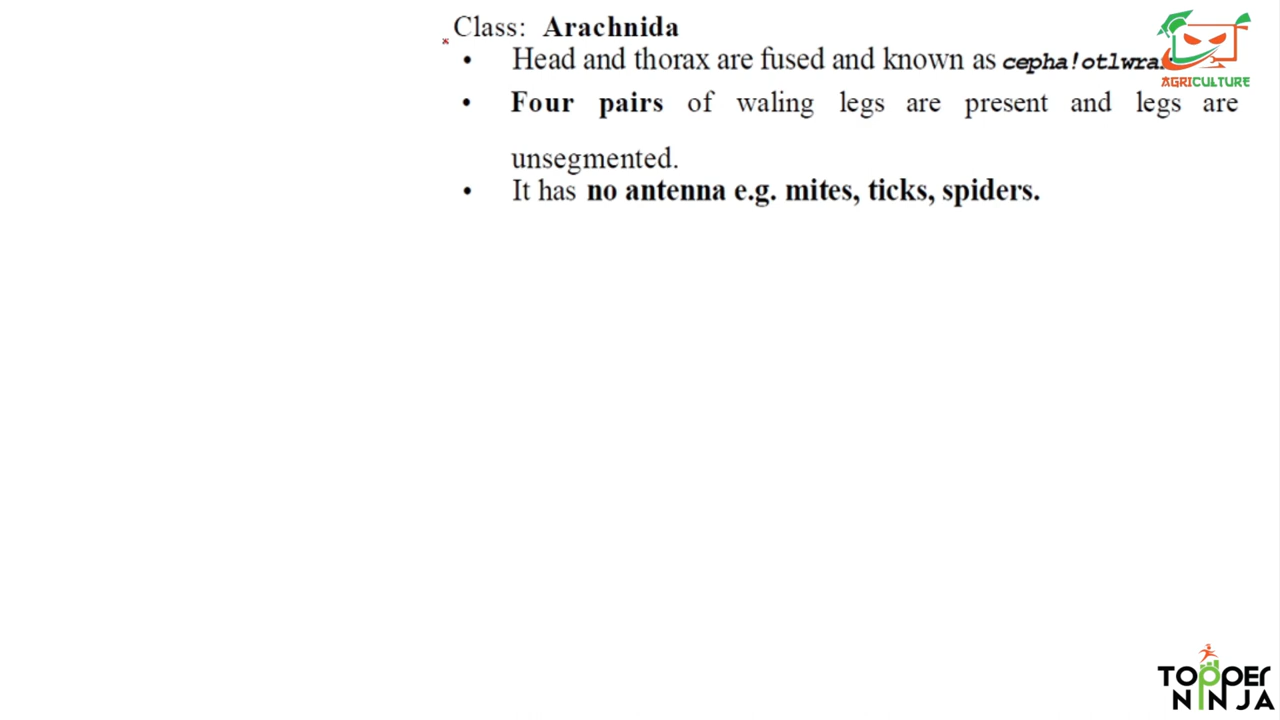 Class: Arachnida
• Head and thorax are fused and known as cepha!otlwra
• Four pairs of waling legs are present and legs are
unsegmented.
• It has no antenna e.g. mites, ticks, spiders.
AGRICULTURE
TOPPER
NINJA